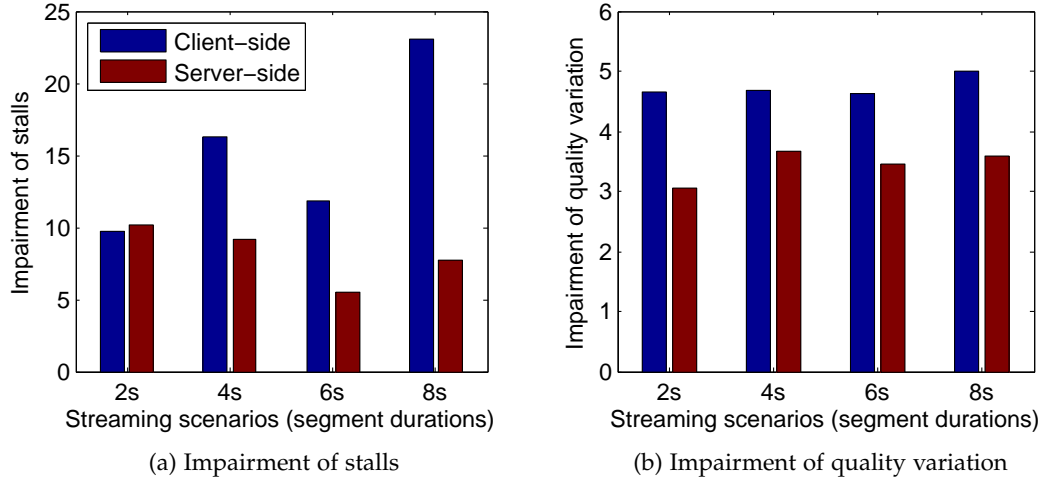 25
20
15
10
5
0
Impairment of stalls
Client-side
Server-side
2s 4s 6s 8s
Streaming scenarios (segment durations)
(a) Impairment of stalls
6
5
4
3
2
1
0
Impairment of quality variation
2s 4s 6s 8s
Streaming scenarios (segment durations)
(b) Impairment of quality variation